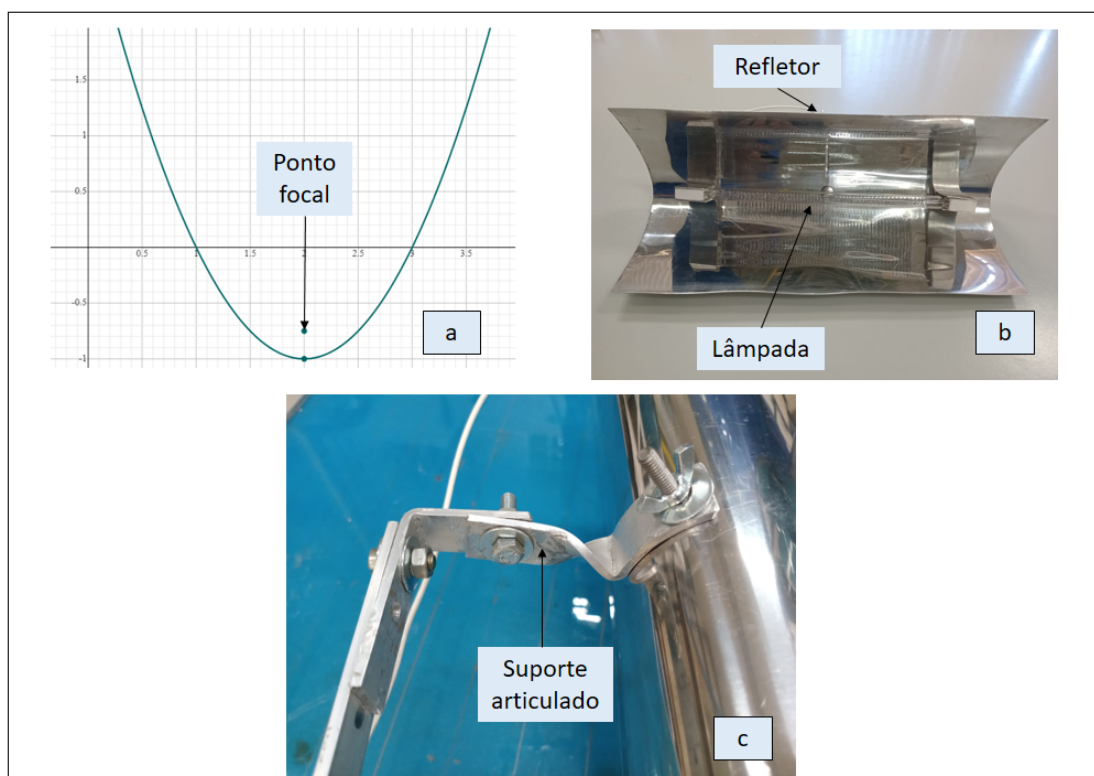 1.5
1
0.5
Ponto
focal
0.5
1
1.5
2
2.5
3
3.5
-0.5
-1
a
Refletor
Lâmpada
b
Suporte
articulado
c